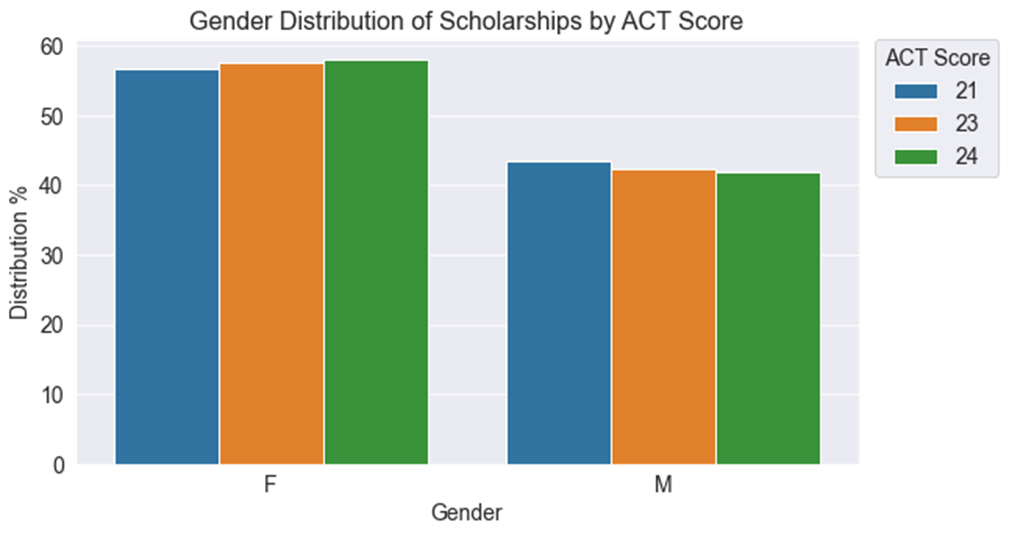 Gender Distribution of Scholarships by ACT Score
60
50
40
30
20
10
0
Distribution %
F
M
Gender
ACT Score
21
23
24